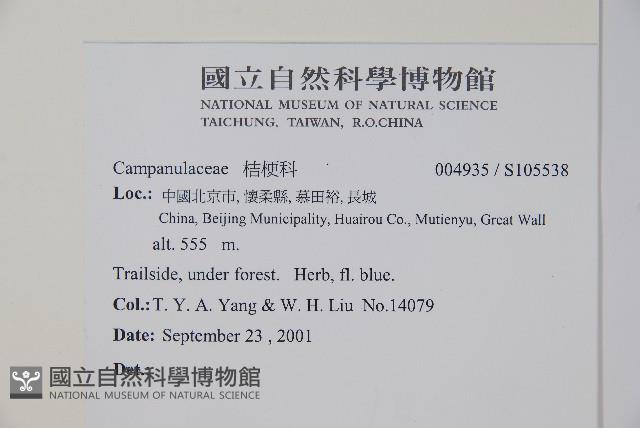 國立自然科學博物館
NATIONAL MUSEUM OF NATURAL SCIENCE
TAICHUNG, TAIWAN, R.O.CHINA
Campanulaceae 桔梗科 004935 / S105538
Loc.: 中國北京市, 懷柔縣, 慕田裕, 長城
China, Beijing Municipality, Huairou Co., Mutienyu, Great Wall
alt. 555 m.
Trailside, under forest. Herb, fl. blue.
Col.: T. Y. A. Yang & W. H. Liu No.14079
Date: September 23 , 2001
Det.
國立自然科學博物館
NATIONAL MUSEUM OF NATURAL SCIENCE